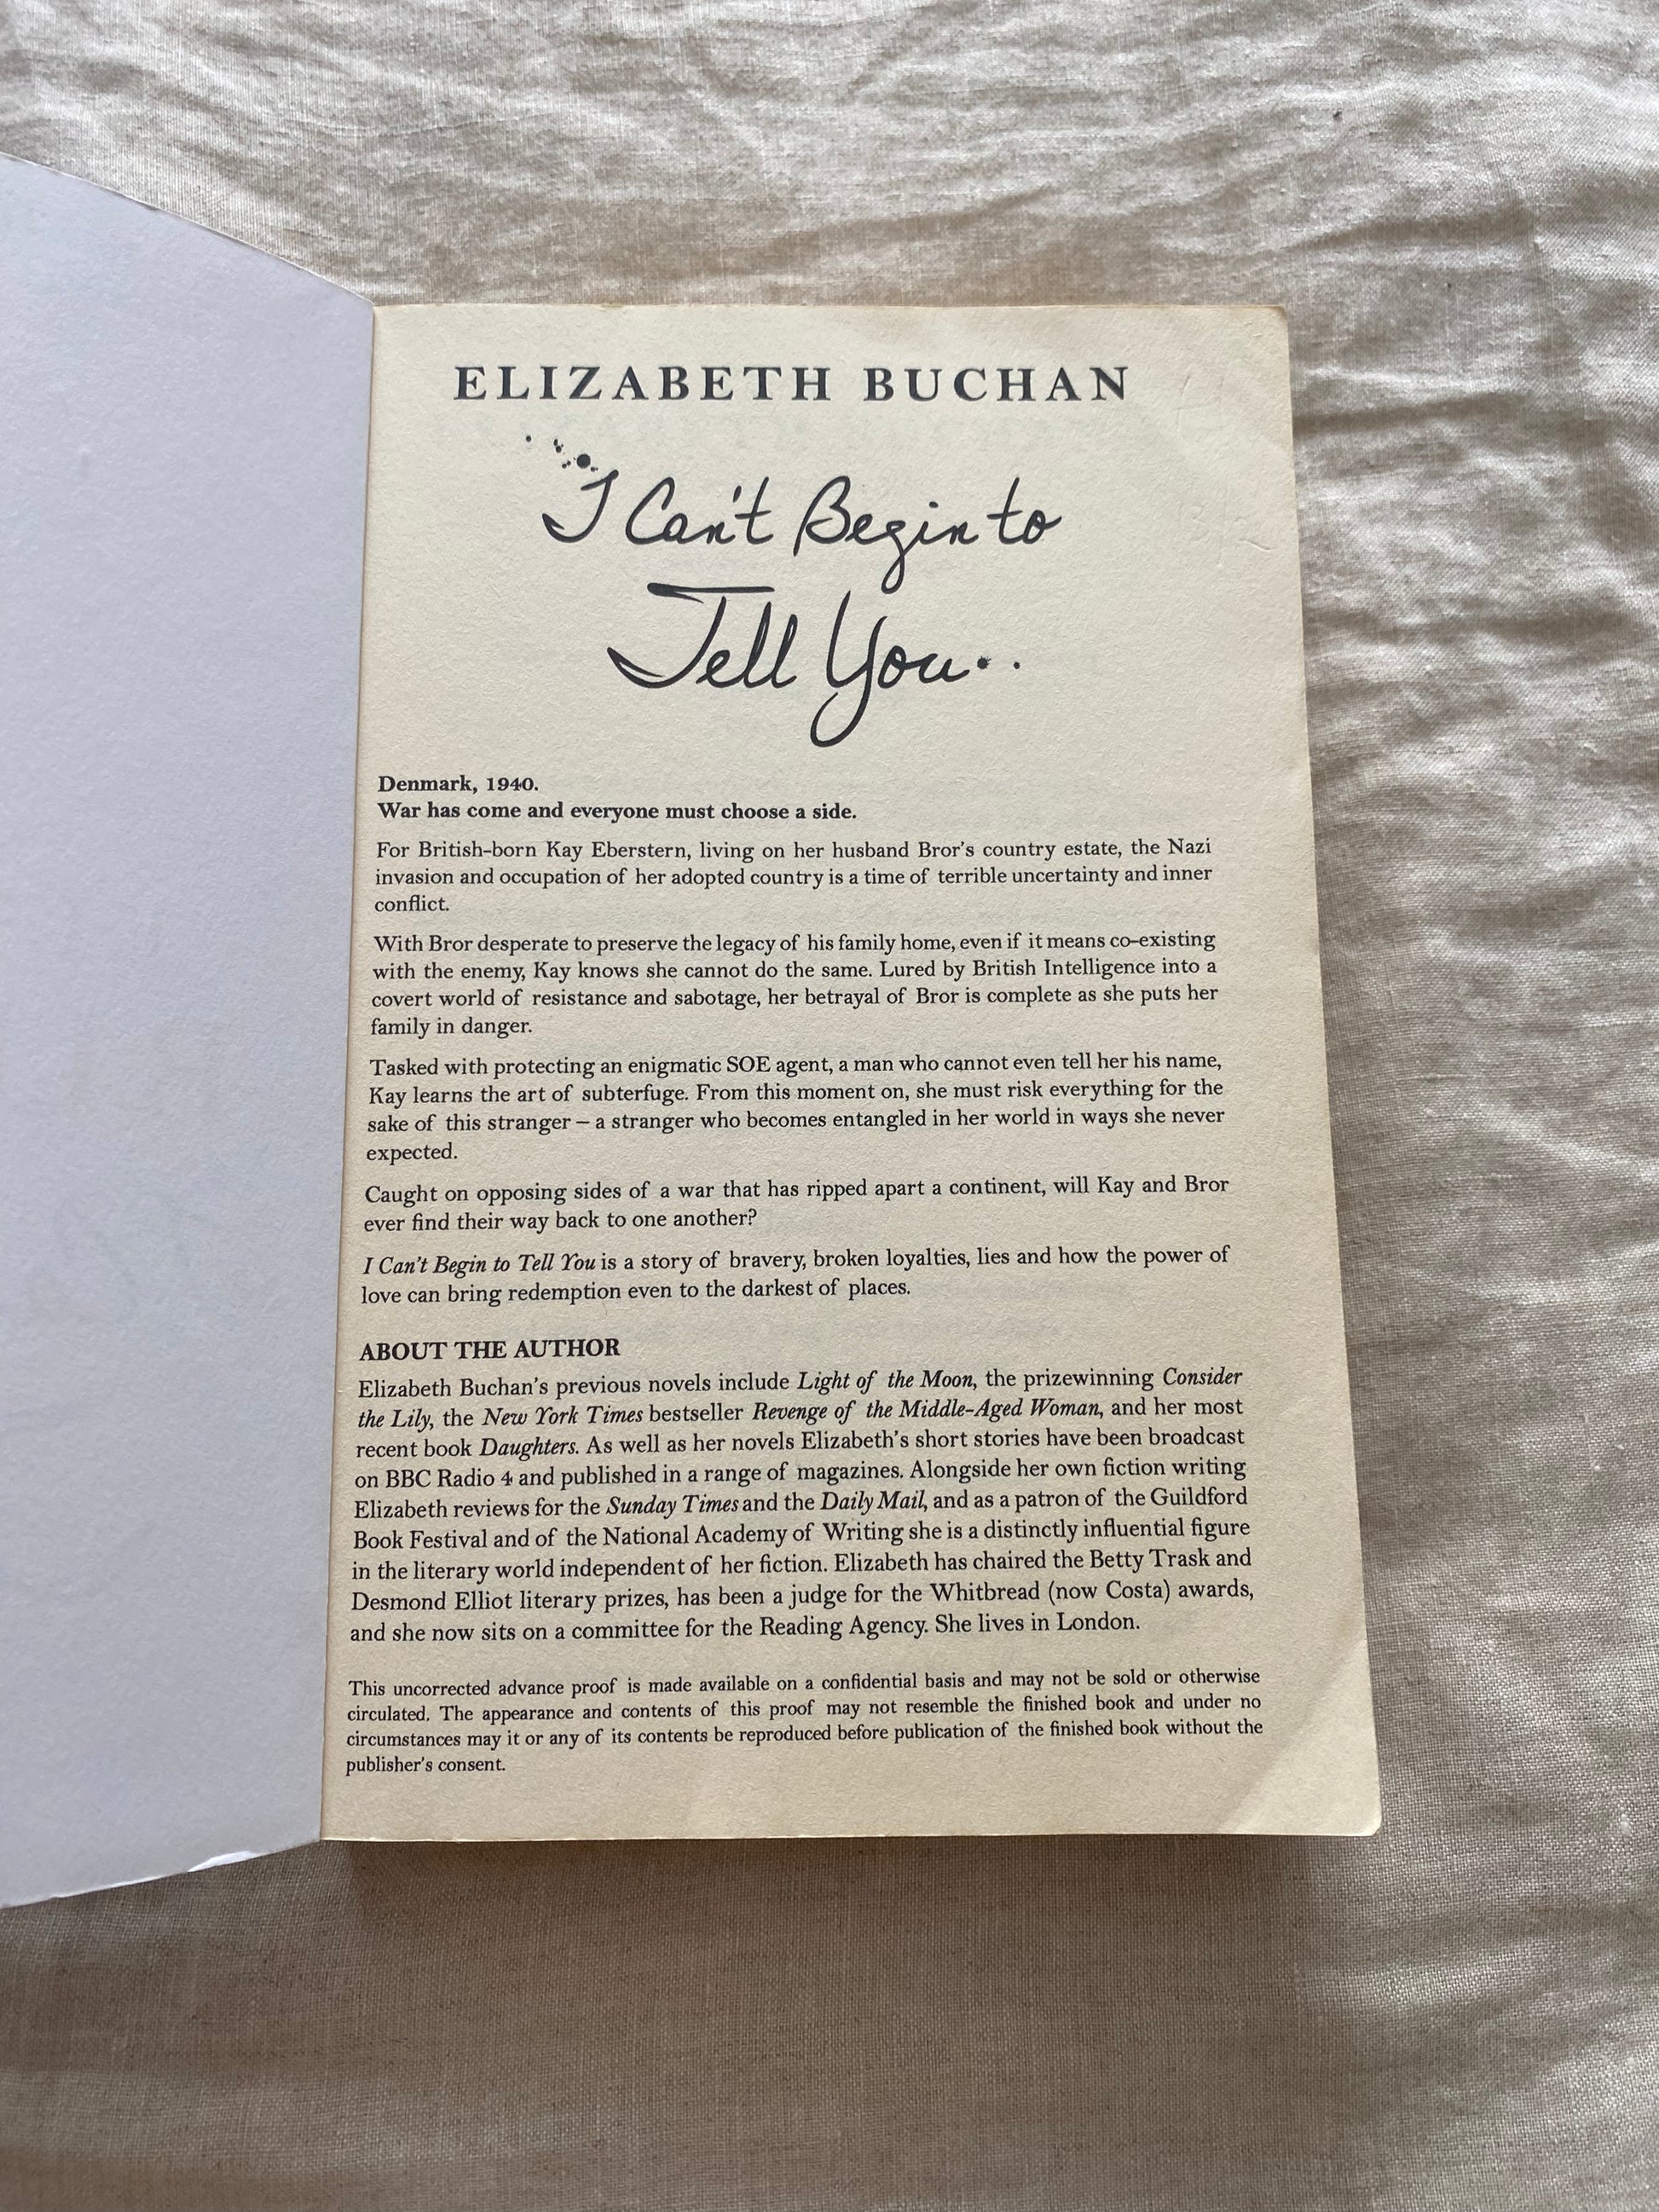 ELIZABETH BUCHAN
I Can't Begin to
Tell You..
Denmark, 1940.
War has come and everyone must choose a side.
For British-born Kay Eberstern, living on her husband Bror's country estate, the Nazi
invasion and occupation of her adopted country is a time of terrible uncertainty and inner
conflict.
With Bror desperate to preserve the legacy of his family home, even if it means co-existing
with the enemy, Kay knows she cannot do the same. Lured by British Intelligence into a
covert world of resistance and sabotage, her betrayal of Bror is complete as she puts her
family in danger.
Tasked with protecting an enigmatic SOE agent, a man who cannot even tell her his name,
Kay learns the art of subterfuge. From this moment on, she must risk everything for the
sake of this stranger – a stranger who becomes entangled in her world in ways she never
expected.
Caught on opposing sides of a war that has ripped apart a continent, will Kay and Bror
ever find their way back to one another?
I Can't Begin to Tell You is a story of bravery, broken loyalties, lies and how the power of
love can bring redemption even to the darkest of places.
ABOUT THE AUTHOR
Elizabeth Buchan's previous novels include Light of the Moon, the prizewinning Consider
the Lily, the New York Times bestseller Revenge of the Middle-Aged Woman, and her most
recent book Daughters. As well as her novels Elizabeth's short stories have been broadcast
on BBC Radio 4 and published in a range of magazines. Alongside her own fiction writing
Elizabeth reviews for the Sunday Times and the Daily Mail, and as a patron of the Guildford
Book Festival and of the National Academy of Writing she is a distinctly influential figure
in the literary world independent of her fiction. Elizabeth has chaired the Betty Trask and
Desmond Elliot literary prizes, has been a judge for the Whitbread (now Costa) awards,
and she now sits on a committee for the Reading Agency. She lives in London.
This uncorrected advance proof is made available on a confidential basis and may not be sold or otherwise
circulated. The appearance and contents of this proof may not resemble the finished book and under no
circumstances may it or any of its contents be reproduced before publication of the finished book without the
publisher's consent.